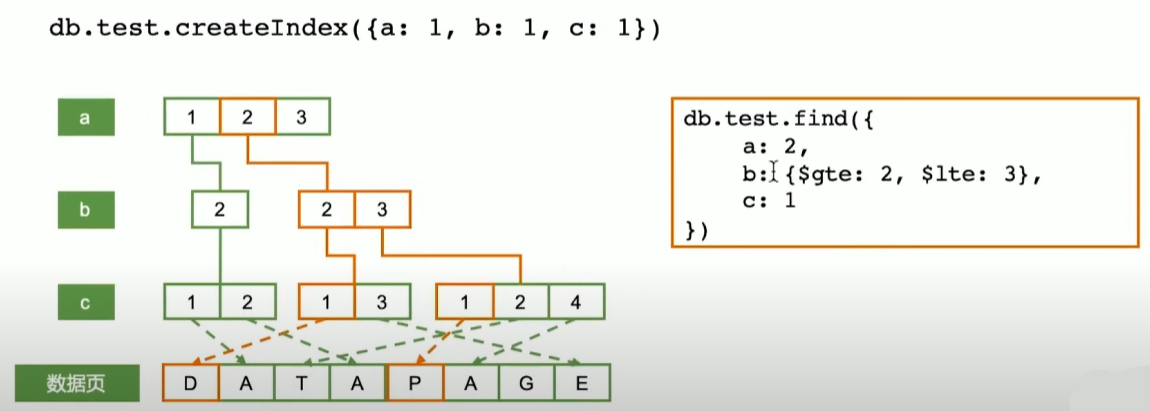 db.test.createIndex({a: 1, b: 1, c: 1})
a
1 2 3
db.test.find({
a: 2,
b: {$gte: 2, $lte: 3},
c: 1
})
b
2 2 3
c
1 2 1 3 1 2 4
数据页
D A T A P A G E